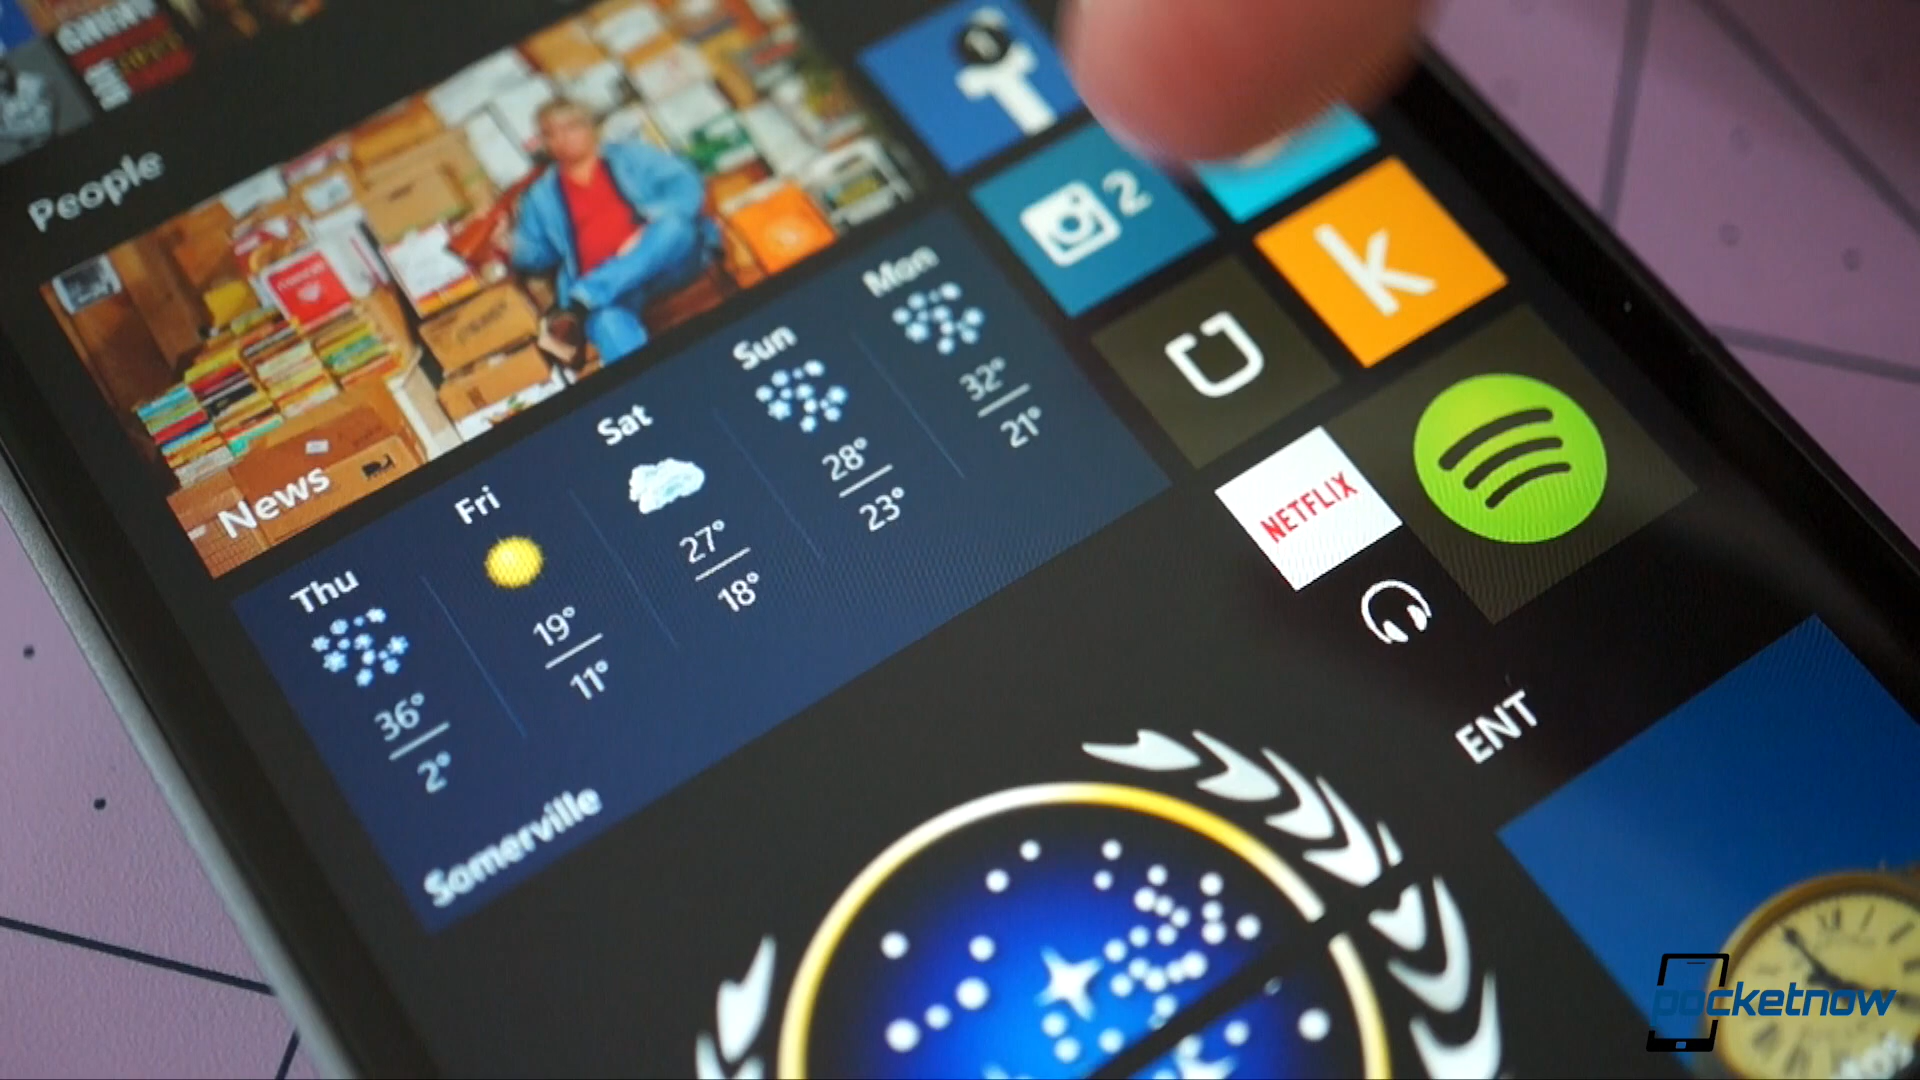 People
News
2
k
Thu
36°
2°
Fri
19°
11°
Sat
27°
18°
Sun
28°
23°
Mon
32°
21°
Somerville
NETFLIX
ENT
pocketnow